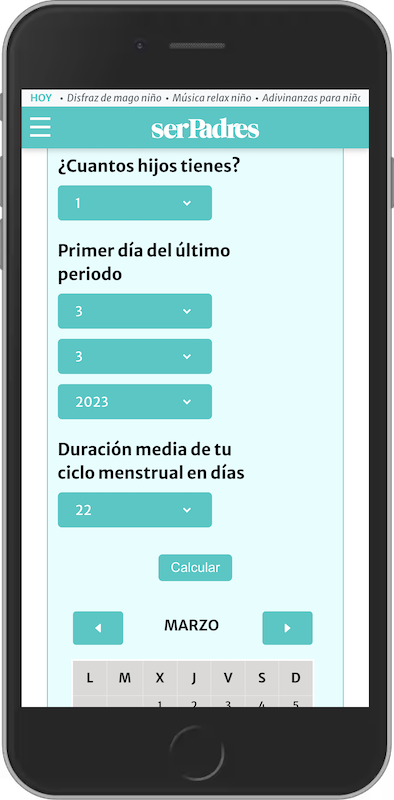 HOY • Disfraz de mago niño • Música relax niño • Adivinanzas para niño
serPadres
¿Cuantos hijos tienes?
1
Primer día del último
periodo
3
3
2023
Duración media de tu
ciclo menstrual en días
22
Calcular
MARZO
L M X J V S D
1 2 3 4 5